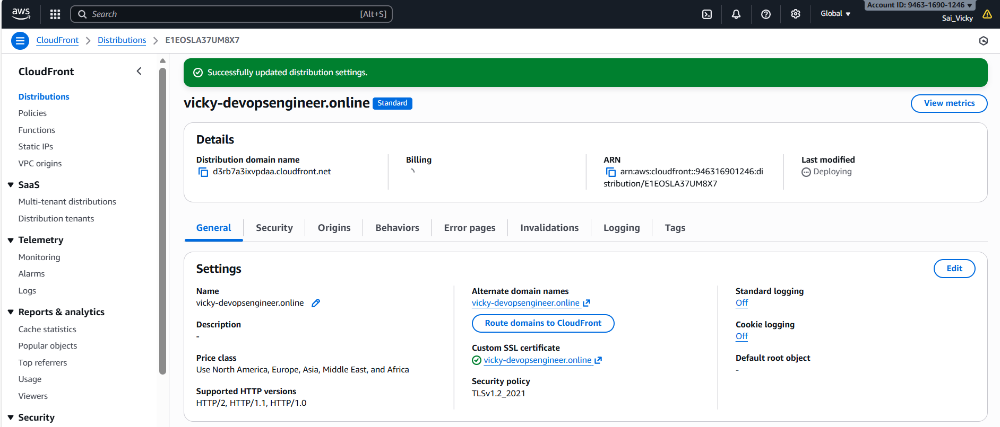 aws
Search [Alt+S]
Global
Account ID: 9463-1690-1246
Sai_Vicky
CloudFront
Distributions
E1EOSLA37UM8X7
CloudFront
Distributions
Policies
Functions
Static IPs
VPC origins
SaaS
Multi-tenant distributions
Distribution tenants
Telemetry
Monitoring
Alarms
Logs
Reports & analytics
Cache statistics
Popular objects
Top referrers
Usage
Viewers
Security
Successfully updated distribution settings.
vicky-devopsengineer.online
Standard
View metrics
Details
Distribution domain name
d3rb7a3ixvpdaa.cloudfront.net
Billing
ARN
arn:aws:cloudfront::946316901246:di
stribution/E1EOSLA37UM8X7
Last modified
Deploying
General
Security
Origins
Behaviors
Error pages
Invalidations
Logging
Tags
Settings
Edit
Name
vicky-devopsengineer.online
Description
-
Price class
Use North America, Europe, Asia, Middle East, and Africa
Supported HTTP versions
HTTP/2, HTTP/1.1, HTTP/1.0
Alternate domain names
vicky-devopsengineer.online
Route domains to CloudFront
Custom SSL certificate
vicky-devopsengineer.online
Security policy
TLSv1.2_2021
Standard logging
Off
Cookie logging
Off
Default root object
-